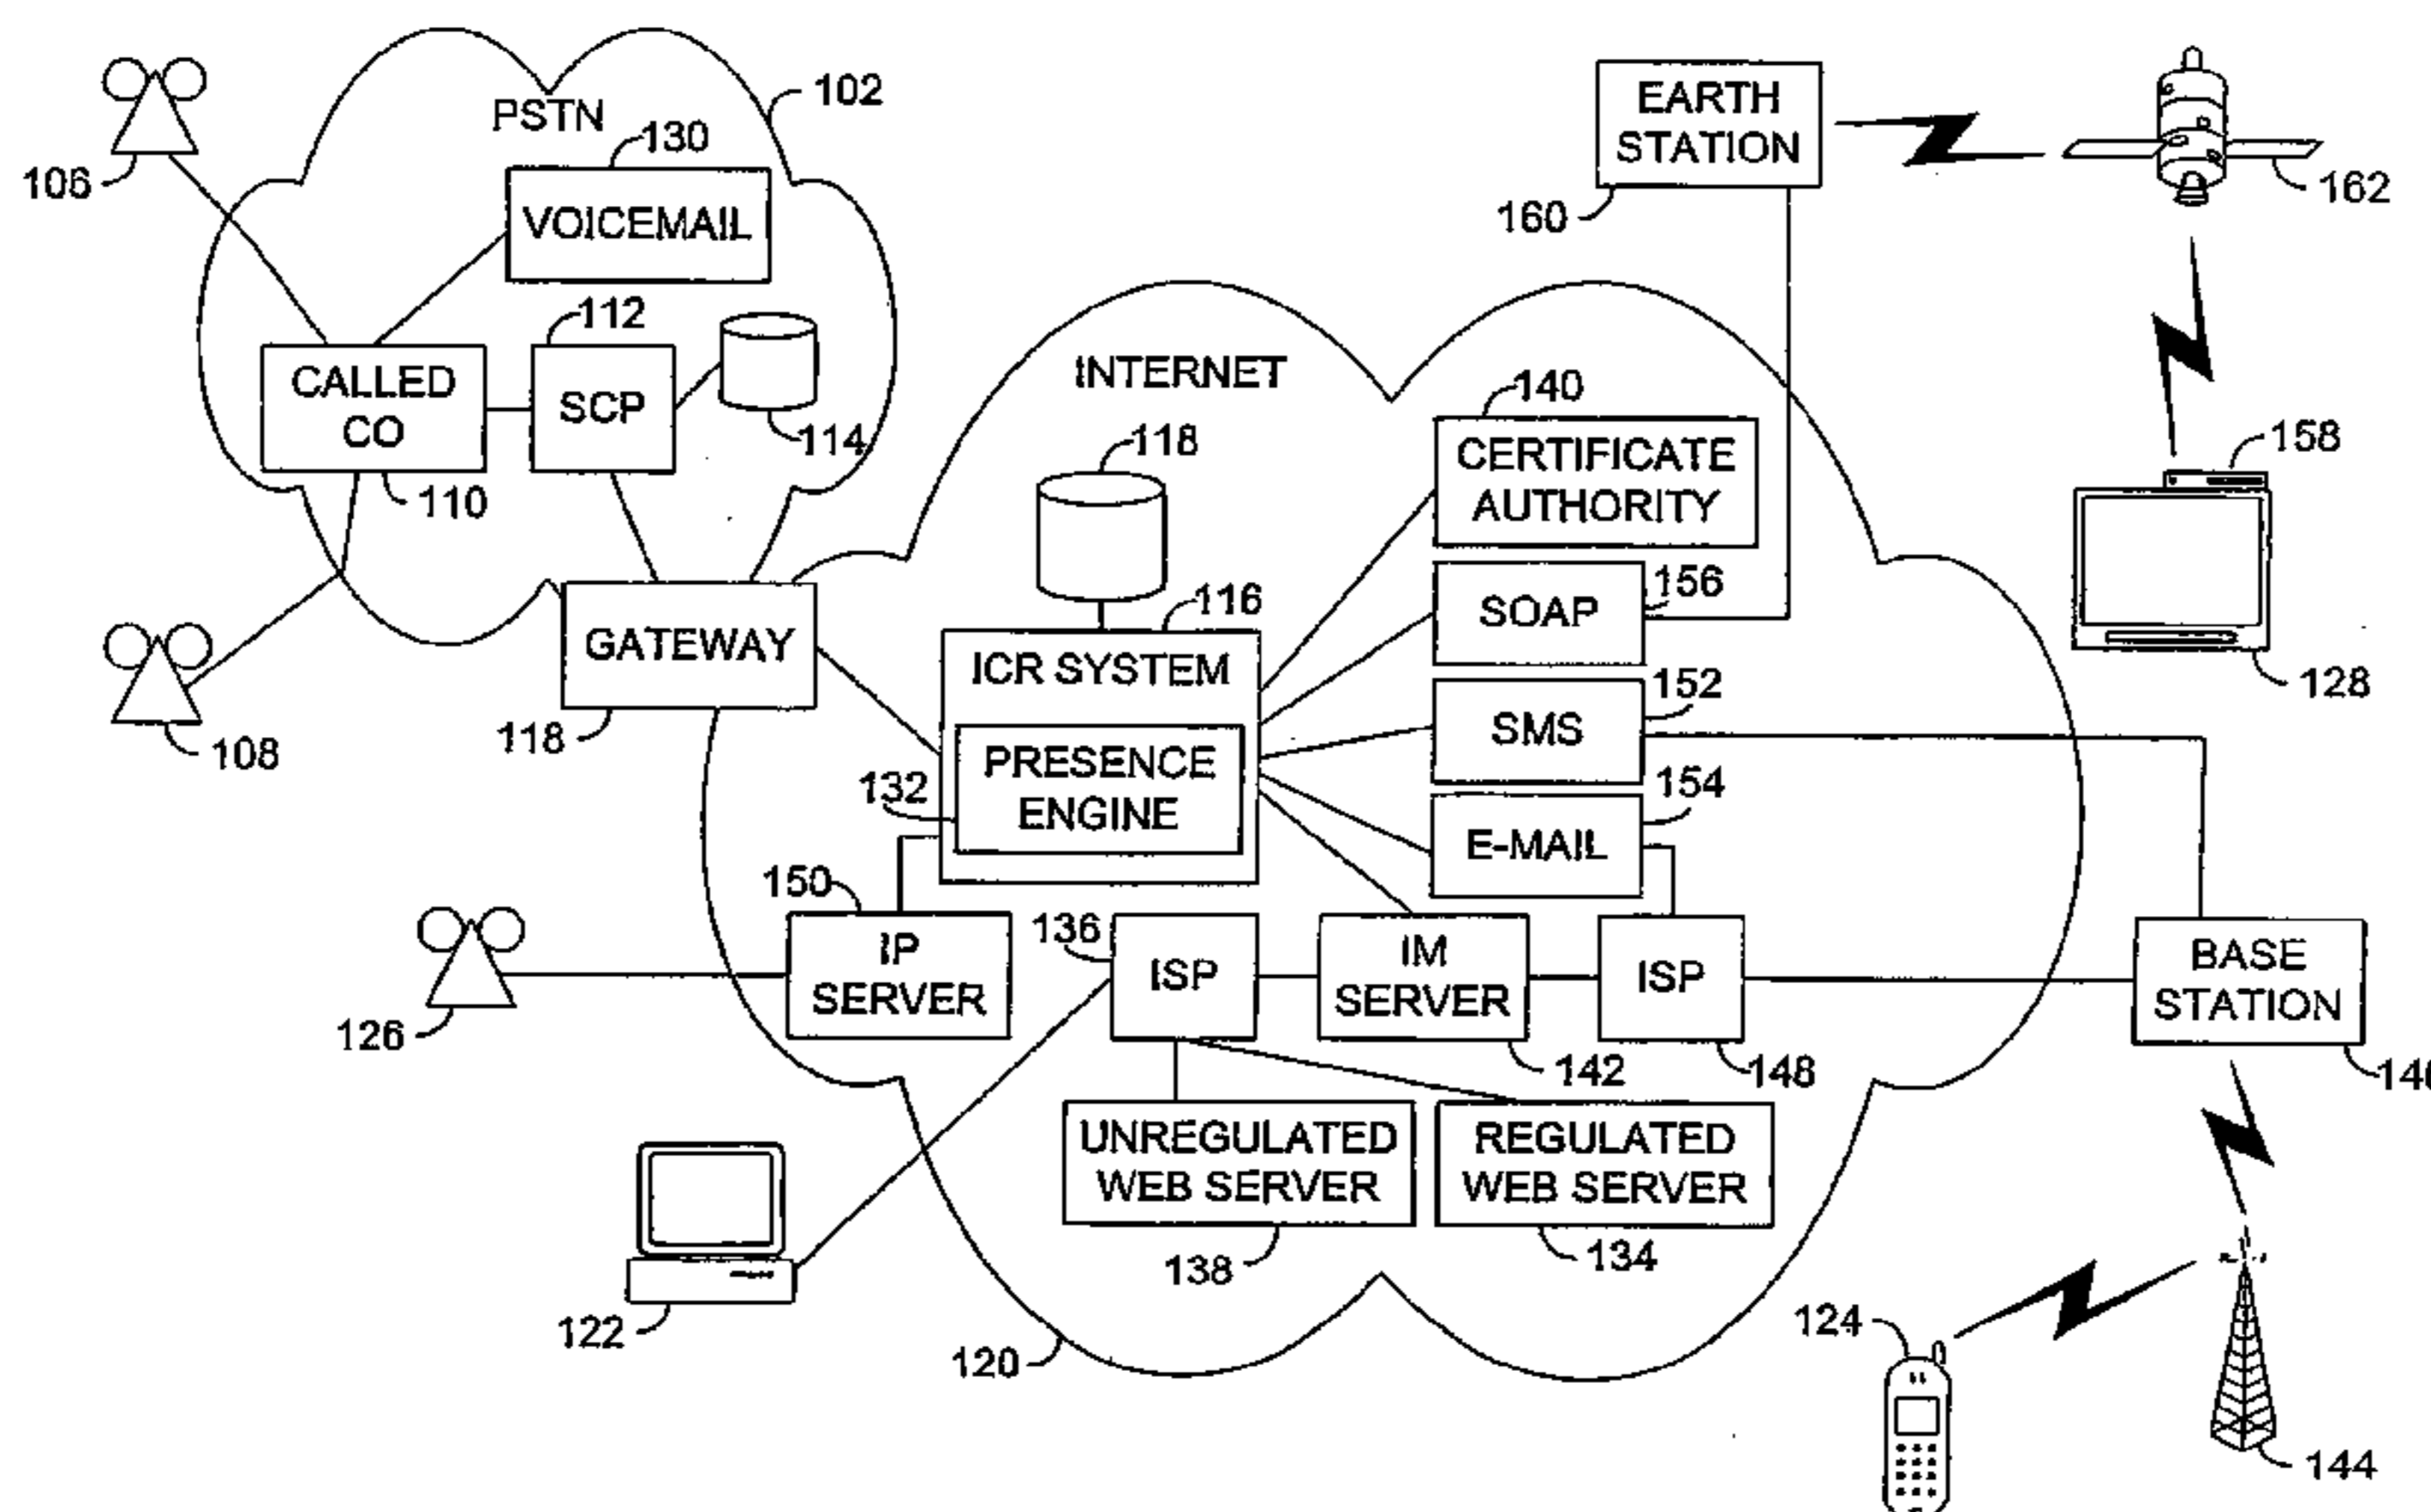 PSTN
102
106
130
VOICEMAIL
112
CALLED
CO
SCP
114
110
108
EARTH
STATION
160
162
158
128
INTERNET
118
140
CERTIFICATE
AUTHORITY
116
156
SOAP
GATEWAY
118
ICR SYSTEM
PRESENCE
ENGINE
132
152
SMS
154
E-MAIL
150
IP
SERVER
126
136
ISP
IM
SERVER
142
ISP
148
BASE
STATION
UNREGULATED
WEB SERVER
138
REGULATED
WEB SERVER
134
122
120
124
144